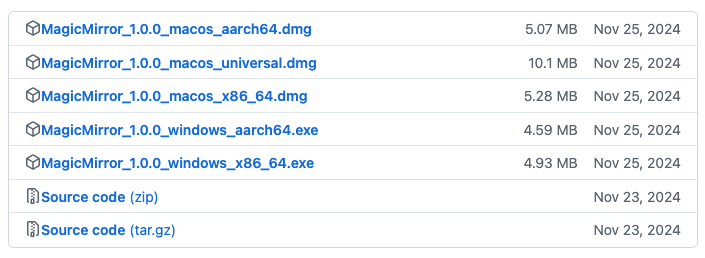 MagicMirror_1.0.0_macos_aarch64.dmg 5.07 MB Nov 25, 2024
MagicMirror_1.0.0_macos_universal.dmg 10.1 MB Nov 25, 2024
MagicMirror_1.0.0_macos_x86_64.dmg 5.28 MB Nov 25, 2024
MagicMirror_1.0.0_windows_aarch64.exe 4.59 MB Nov 25, 2024
MagicMirror_1.0.0_windows_x86_64.exe 4.93 MB Nov 25, 2024
Source code (zip) Nov 23, 2024
Source code (tar.gz) Nov 23, 2024